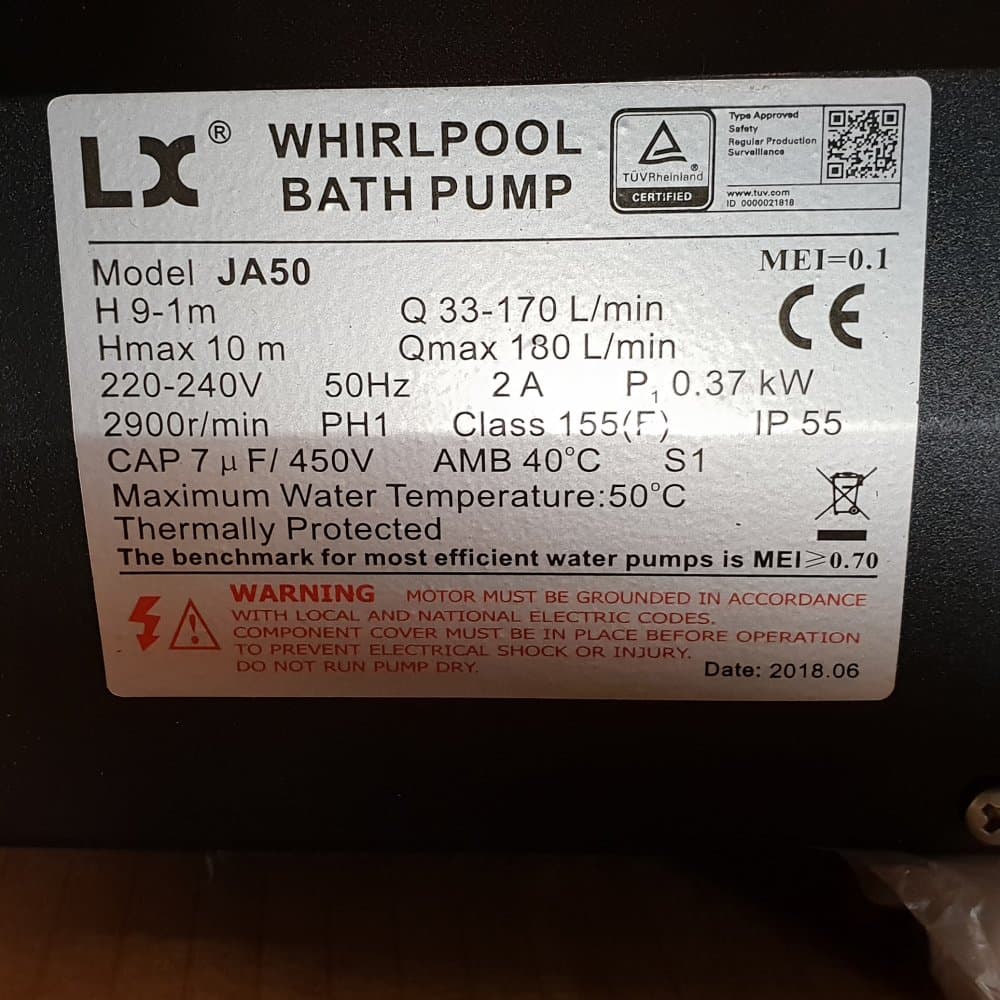 LX® WHIRLPOOL
BATH PUMP
TÜVRheinland®
CERTIFIED
Type Approved
Safety
Regular Production
Surveillance
www.tuv.com
ID 0000021818
Model JA50
MEI=0.1
H 9-1m Q 33-170 L/min
CE
Hmax 10 m Qmax 180 L/min
220-240V 50Hz 2 A P₁ 0.37 kW
2900r/min PH1 Class 155(F) IP 55
CAP 7 μF/ 450V AMB 40°C S1
Maximum Water Temperature:50°C
Thermally Protected
The benchmark for most efficient water pumps is MEI≥0.70
WARNING MOTOR MUST BE GROUNDED IN ACCORDANCE
WITH LOCAL AND NATIONAL ELECTRIC CODES.
COMPONENT COVER MUST BE IN PLACE BEFORE OPERATION
TO PREVENT ELECTRICAL SHOCK OR INJURY.
DO NOT RUN PUMP DRY.
Date: 2018.06